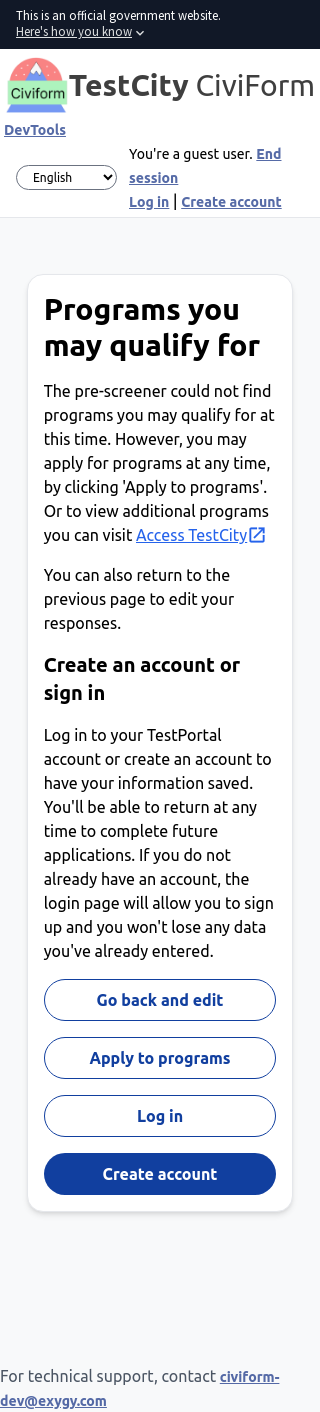 This is an official government website.
Here's how you know
Civiform
TestCity CiviForm
DevTools
English
You're a guest user. End
session
Log in | Create account
Programs you
may qualify for
The pre-screener could not find
programs you may qualify for at
this time. However, you may
apply for programs at any time,
by clicking 'Apply to programs'.
Or to view additional programs
you can visit Access TestCity
You can also return to the
previous page to edit your
responses.
Create an account or
sign in
Log in to your TestPortal
account or create an account to
have your information saved.
You'll be able to return at any
time to complete future
applications. If you do not
already have an account, the
login page will allow you to sign
up and you won't lose any data
you've already entered.
Go back and edit
Apply to programs
Log in
Create account
For technical support, contact civiform-
dev@exygy.com